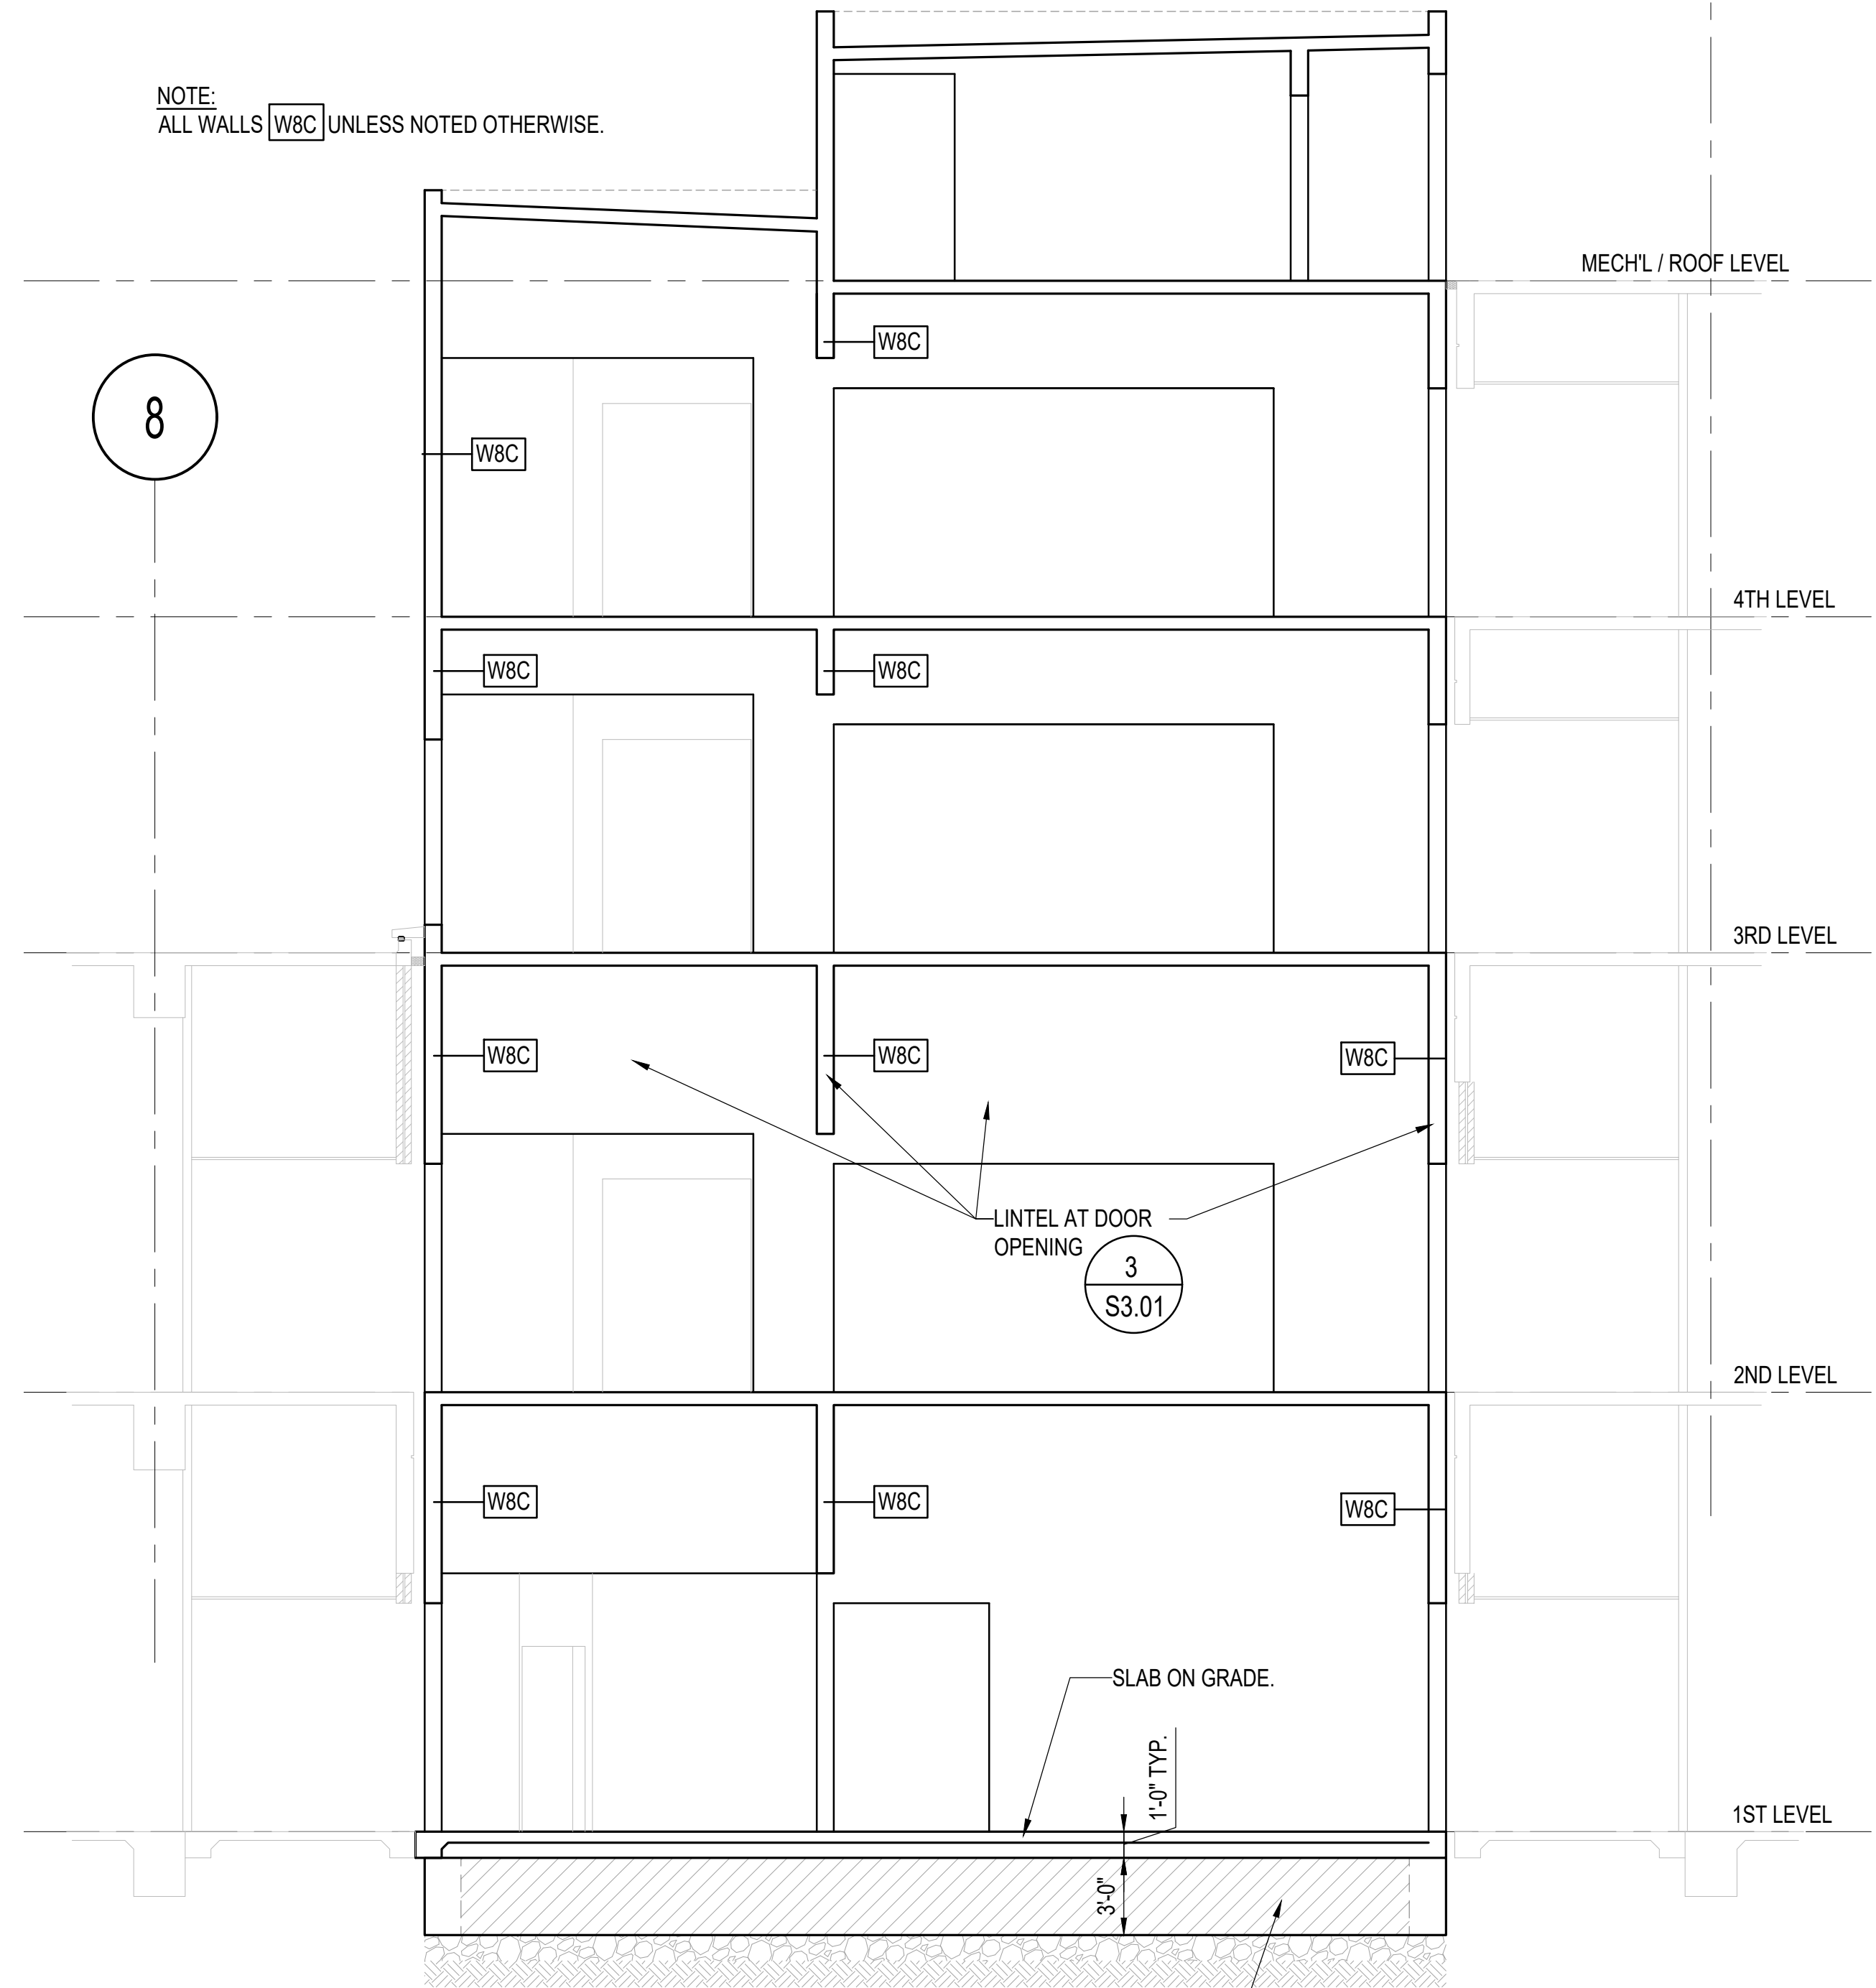 NOTE:
ALL WALLS W8C UNLESS NOTED OTHERWISE.
MECH'L / ROOF LEVEL
W8C
8
W8C
4TH LEVEL
W8C
W8C
3RD LEVEL
W8C
W8C
W8C
LINTEL AT DOOR
OPENING
3
S3.01
2ND LEVEL
W8C
W8C
W8C
SLAB ON GRADE.
1'-0" TYP.
1ST LEVEL
3'-0"